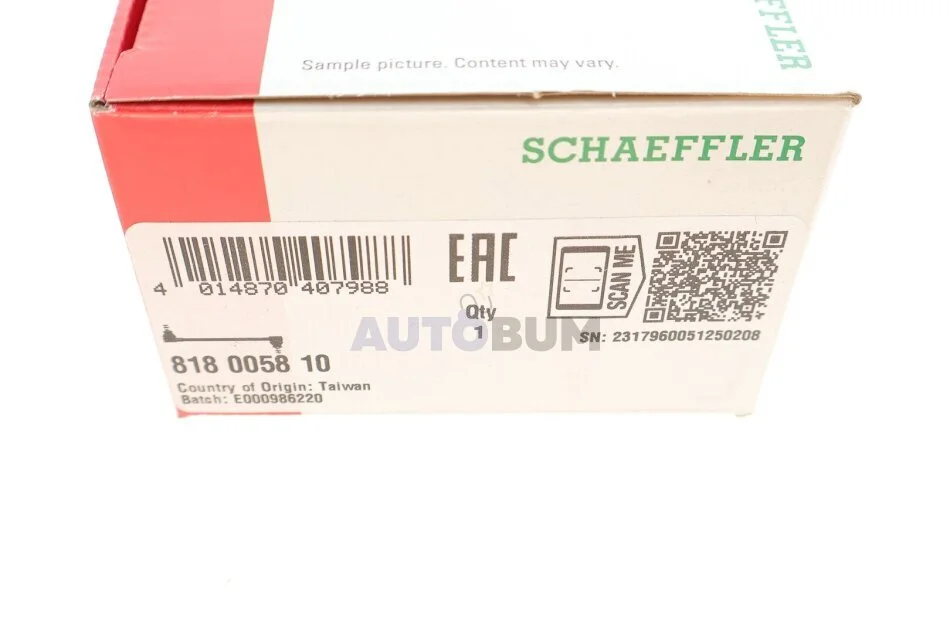 SCHAEFFLER
Sample picture. Content may vary.
SCHAEFFLER
4 014870 407988
EAC
Qty
1
SCAN ME
SN: 2317960051250208
AUTOBUM
818 0058 10
Country of Origin: Taiwan
Batch: E000986220